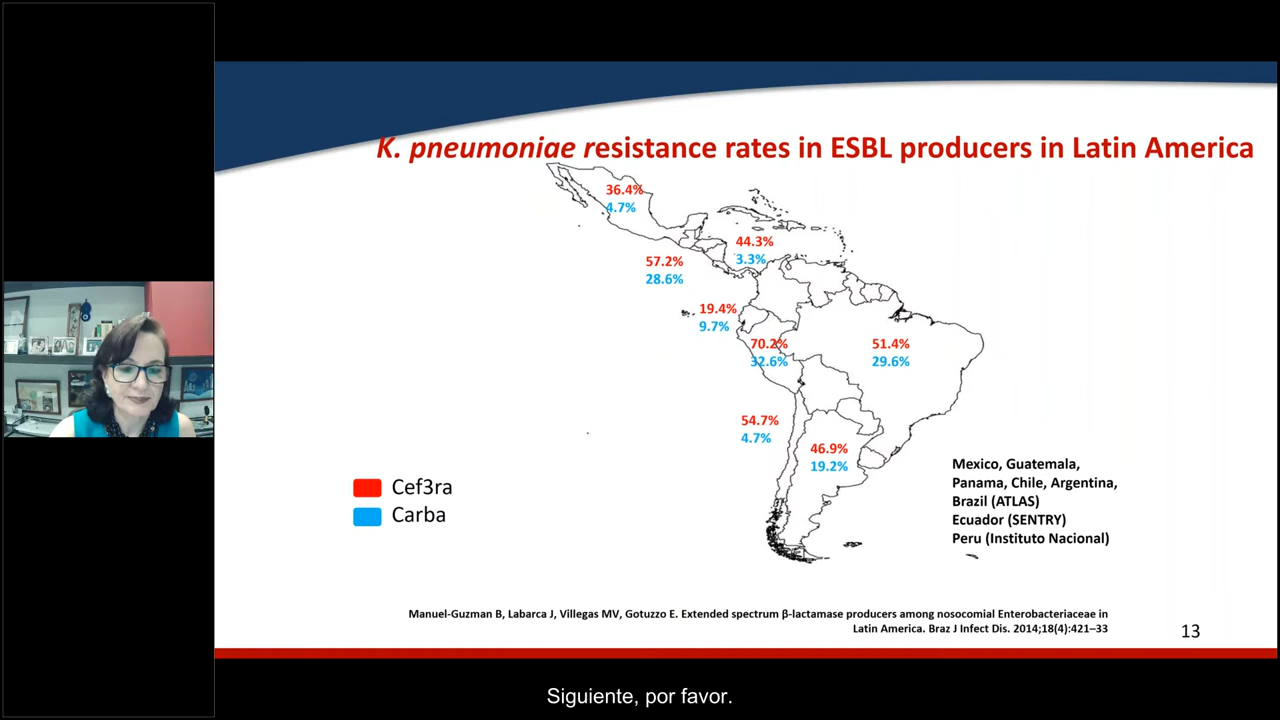 K. pneumoniae resistance rates in ESBL producers in Latin America
36.4%
4.7%
44.3%
3.3%
57.2%
28.6%
19.4%
9.7%
70.2%
32.6%
51.4%
29.6%
54.7%
4.7%
46.9%
19.2%
Cef3ra
Carba
Mexico, Guatemala,
Panama, Chile, Argentina,
Brazil (ATLAS)
Ecuador (SENTRY)
Peru (Instituto Nacional)
Manuel-Guzman B, Labarca J, Villegas MV, Gotuzzo E. Extended spectrum β-lactamase producers among nosocomial Enterobacteriaceae in
Latin America. Braz J Infect Dis. 2014;18(4):421–33
13
Siguiente, por favor.